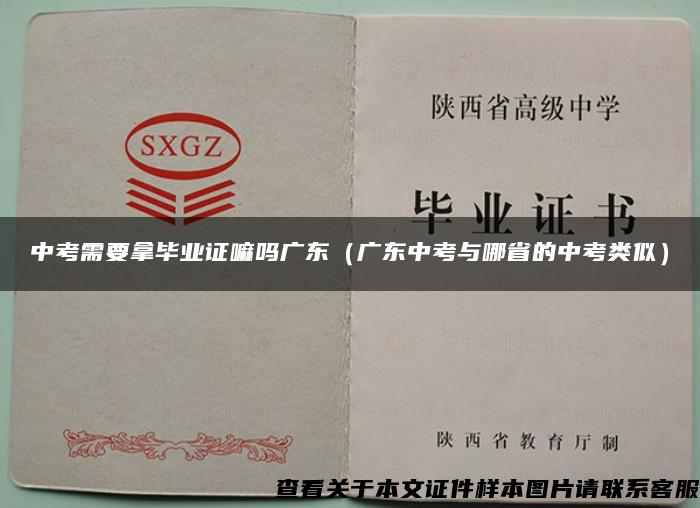 SXGZ
陕西省高级中学
毕业证书
中考需要拿毕业证嘛吗广东（广东中考与哪省的中考类似）
陕西省教育厅制
查看关于本文证件样本图片请联系客服